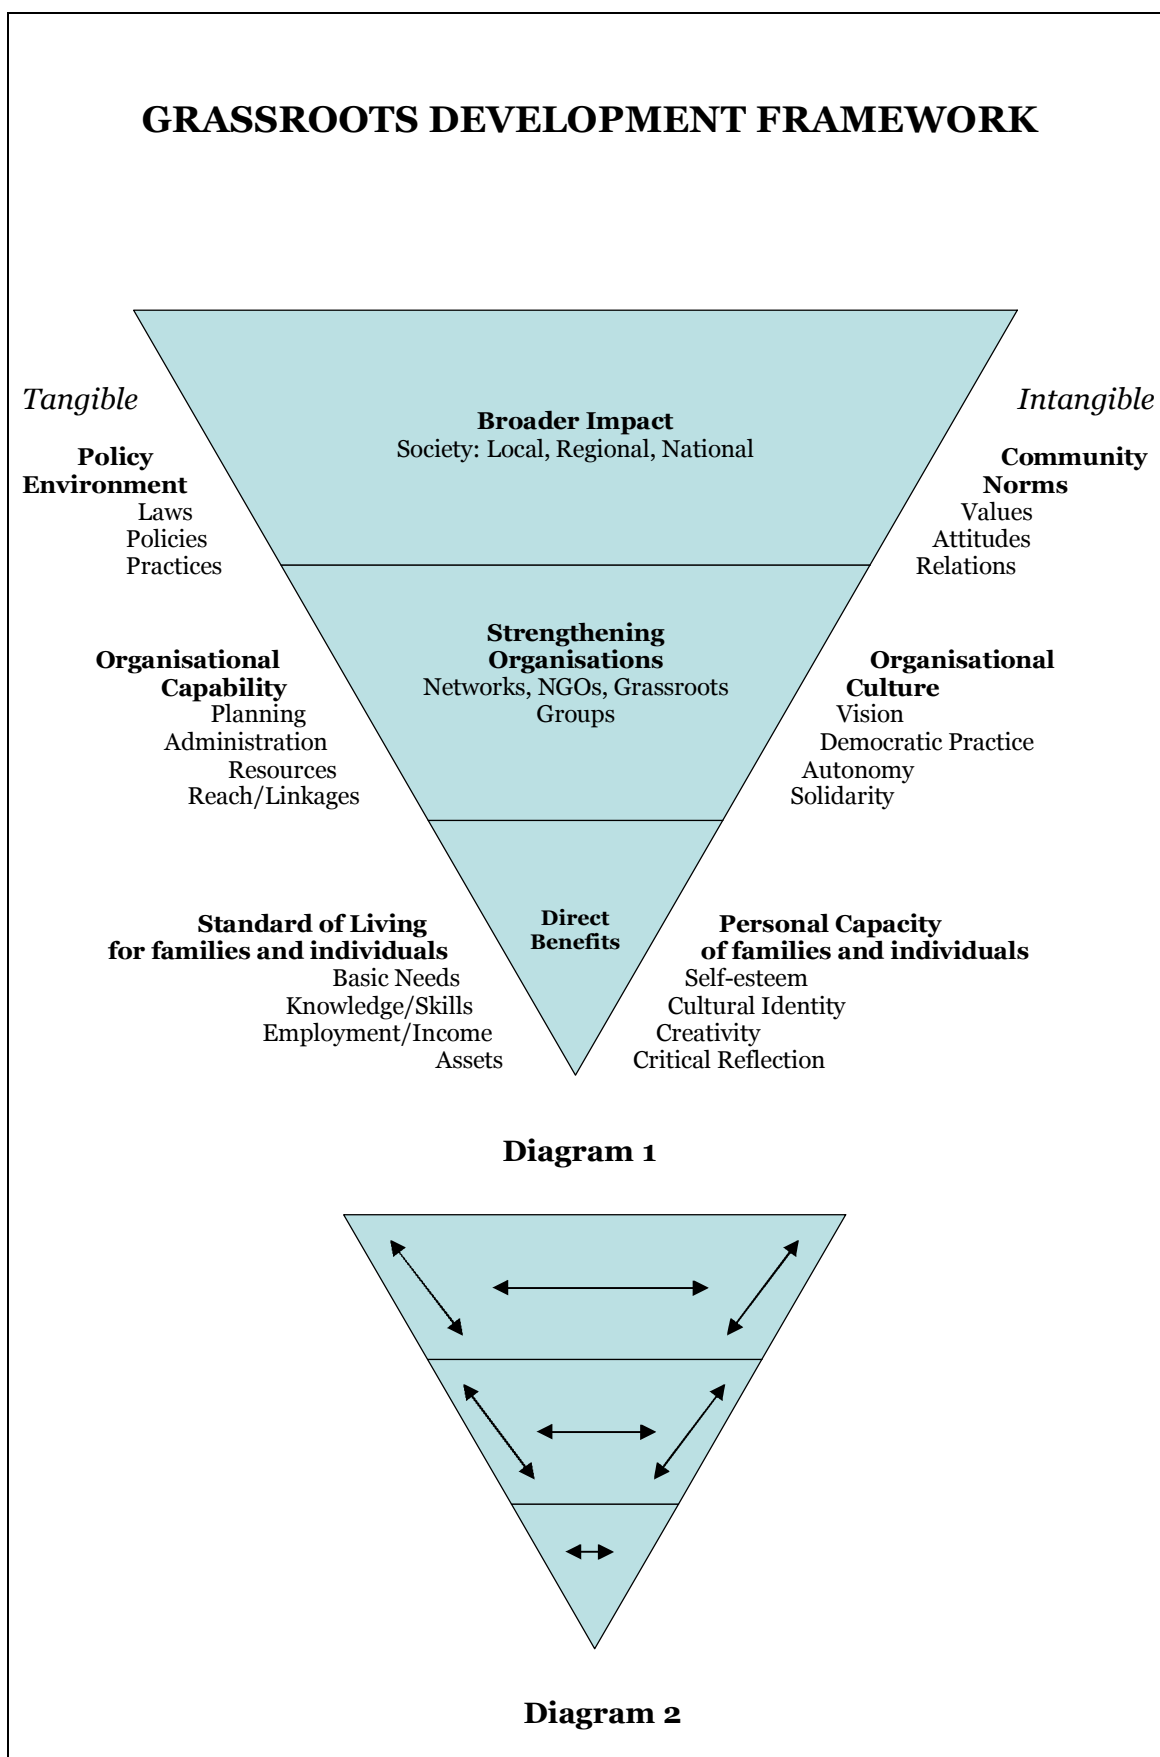 GRASSROOTS DEVELOPMENT FRAMEWORK
Tangible
Intangible
Broader Impact
Society: Local, Regional, National
Policy
Environment
Laws
Policies
Practices
Community
Norms
Values
Attitudes
Relations
Strengthening
Organisations
Networks, NGOs, Grassroots
Groups
Organisational
Capability
Planning
Administration
Resources
Reach/Linkages
Organisational
Culture
Vision
Democratic Practice
Autonomy
Solidarity
Direct
Benefits
Standard of Living
for families and individuals
Basic Needs
Knowledge/Skills
Employment/Income
Assets
Personal Capacity
of families and individuals
Self-esteem
Cultural Identity
Creativity
Critical Reflection
Diagram 1
Diagram 2